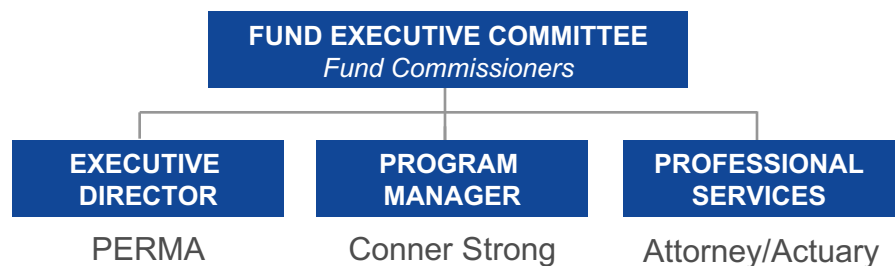 FUND EXECUTIVE COMMITTEE
Fund Commissioners
EXECUTIVE
DIRECTOR
PERMA
PROGRAM
MANAGER
Conner Strong
PROFESSIONAL
SERVICES
Attorney/Actuary